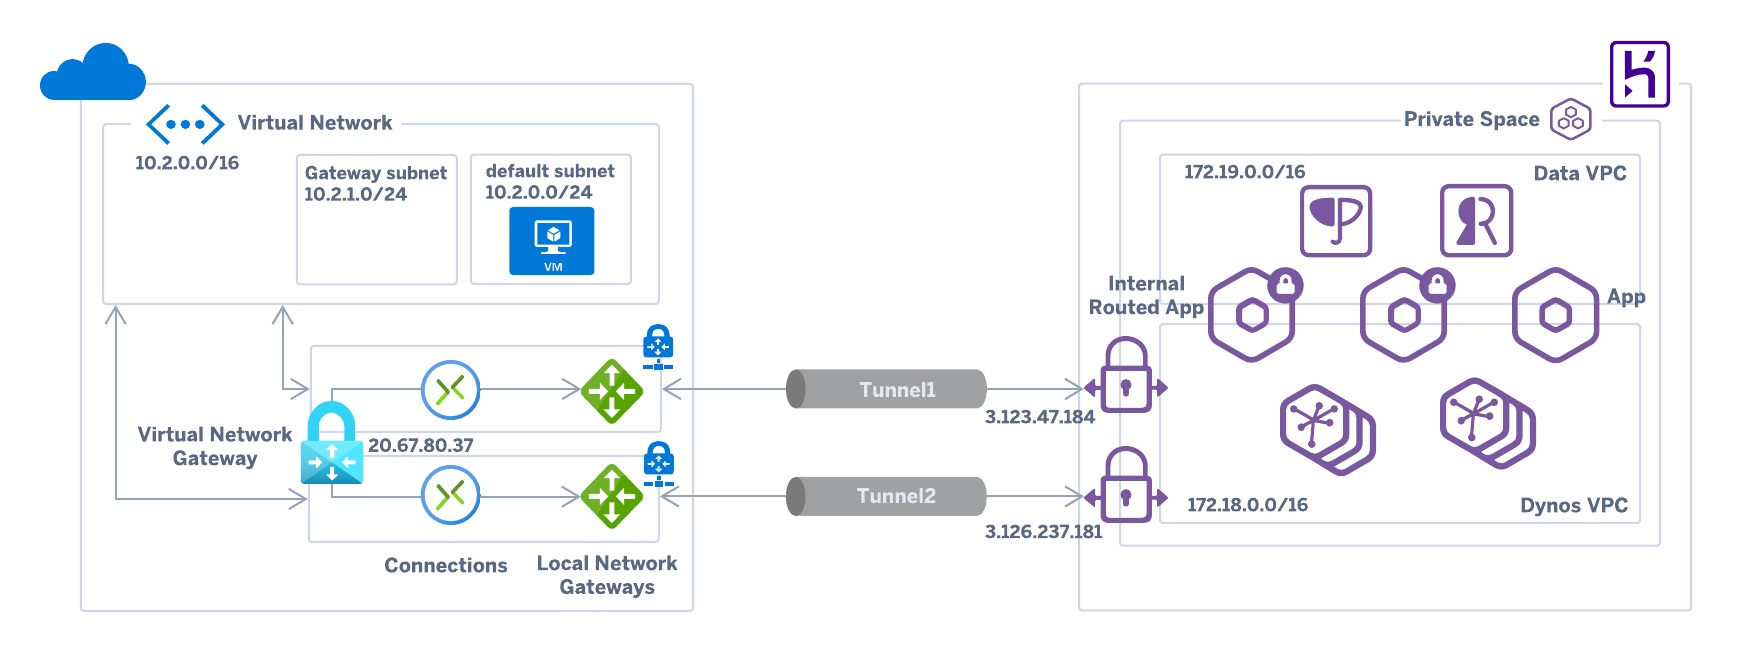 Virtual Network
10.2.0.0/16
Gateway subnet
10.2.1.0/24
default subnet
10.2.0.0/24
VM
Virtual Network
Gateway
20.67.80.37
Connections
Local Network
Gateways
Tunnel1
3.123.47.184
Tunnel2
3.126.237.181
Private Space
172.19.0.0/16
Data VPC
Internal
Routed App
App
172.18.0.0/16
Dynos VPC